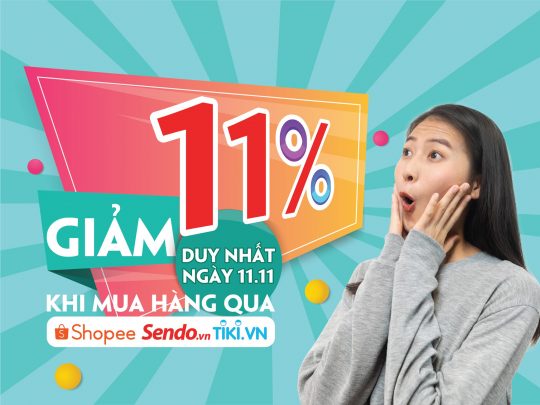 11%
GIẢM
DUY NHẤT
NGÀY 11.11
KHI MUA HÀNG QUA
Shopee Sendo.vn TIKI.VN